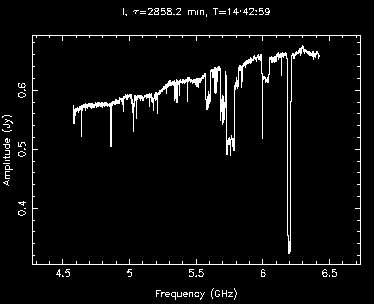 I, τ=2858.2 min, T=14:42:59
Amplitude (Jy)
0.6
0.5
0.4
4.5 5 5.5 6 6.5
Frequency (GHz)